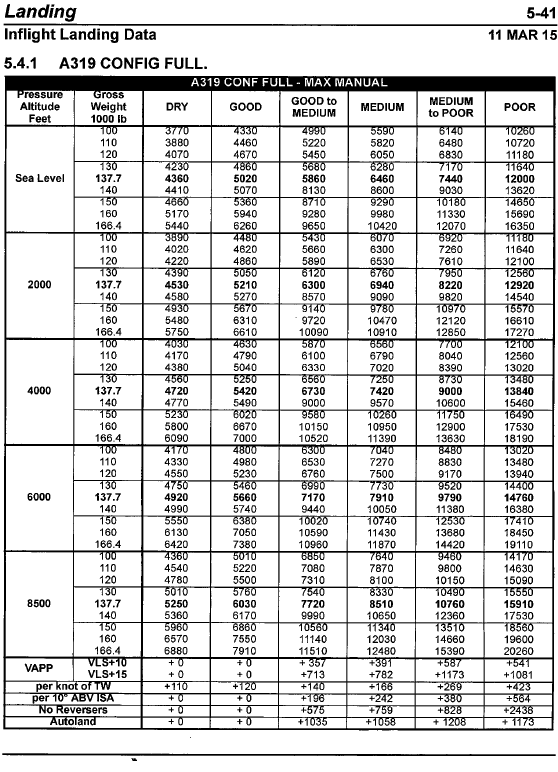 Landing 5-41
Inflight Landing Data 11 MAR 15
5.4.1 A319 CONFIG FULL.
A319 CONF FULL - MAX MANUAL
Pressure Altitude Feet Gross Weight 1000 lb DRY GOOD GOOD to MEDIUM MEDIUM MEDIUM to POOR POOR
100 3770 4330 4990 5590 6140 10260
110 3880 4460 5220 5820 6480 10720
120 4070 4670 5450 6050 6830 11180
130 4230 4860 5680 6280 7170 11640
Sea Level 137.7 4360 5020 5860 6460 7440 12000
140 4410 5070 8130 8600 9030 13620
150 4660 5360 8710 9290 10180 14650
160 5170 5940 9280 9980 11330 15690
166.4 5440 6260 9650 10420 12070 16350
100 3890 4480 5430 6070 6920 11180
110 4020 4620 5660 6300 7260 11640
120 4220 4860 5890 6530 7610 12100
130 4390 5050 6120 6760 7950 12560
2000 137.7 4530 5210 6300 6940 8220 12920
140 4580 5270 8570 9090 9820 14540
150 4930 5670 9140 9780 10970 15570
160 5480 6310 9720 10470 12120 16610
166.4 5750 6610 10090 10910 12850 17270
100 4030 4630 5870 6560 7700 12100
110 4170 4790 6100 6790 8040 12560
120 4380 5040 6330 7020 8390 13020
130 4560 5250 6560 7250 8730 13480
4000 137.7 4720 5420 6730 7420 9000 13840
140 4770 5490 9000 9570 10600 15460
150 5230 6020 9580 10260 11750 16490
160 5800 6670 10150 10950 12900 17530
166.4 6090 7000 10520 11390 13630 18190
100 4170 4800 6300 7040 8480 13020
110 4330 4980 6530 7270 8830 13480
120 4550 5230 6760 7500 9170 13940
130 4750 5460 6990 7730 9520 14400
6000 137.7 4920 5660 7170 7910 9790 14760
140 4990 5740 9440 10050 11380 16380
150 5550 6380 10020 10740 12530 17410
160 6130 7050 10590 11430 13680 18450
166.4 6420 7380 10960 11870 14420 19110
100 4360 5010 6850 7640 9460 14170
110 4540 5220 7080 7870 9800 14630
120 4780 5500 7310 8100 10150 15090
130 5010 5760 7540 8330 10490 15550
8500 137.7 5250 6030 7720 8510 10760 15910
140 5360 6170 9990 10650 12360 17530
150 5960 6860 10560 11340 13510 18560
160 6570 7550 11140 12030 14660 19600
166.4 6880 7910 11510 12480 15390 20260
VAPP VLS+10 + 0 + 0 + 357 +391 +587 +541
VLS+15 + 0 + 0 +713 +782 +1173 +1081
per knot of TW +110 +120 +140 +166 +269 +423
per 10° ABV ISA + 0 + 0 +196 +242 +380 +564
No Reversers + 0 + 0 +575 +759 +828 +2438
Autoland + 0 + 0 +1035 +1058 + 1208 + 1173